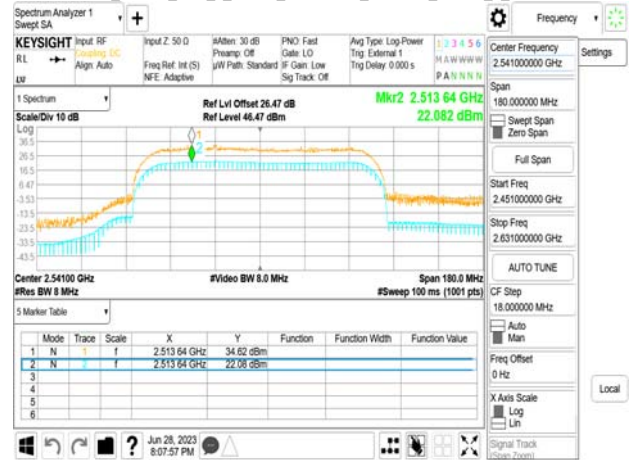 Spectrum Analyzer 1
Swept SA
+
Frequency
KEYSIGHT
RL
Input: RF
Coupling: DC
Align: Auto
Input Z: 50 Ω
Freq Ref: Int (S)
NFE: Adaptive
#Atten: 30 dB
Preamp: Off
µW Path: Standard
PNO: Fast
Gate: LO
IF Gain: Low
Sig Track: Off
Avg Type: Log-Power
Trig: External 1
Trig Delay: 0.000 s
1 2 3 4 5 6
M A W W W W
P A N N N N
1 Spectrum
Scale/Div 10 dB
Ref Lvl Offset 26.47 dB
Ref Level 46.47 dBm
Mkr2 2.513 64 GHz
22.082 dBm
Log
36.5
26.5
16.5
6.47
-3.53
-13.5
-23.5
-33.5
-43.5
1
2
Center 2.54100 GHz
#Res BW 8 MHz
#Video BW 8.0 MHz
Span 180.0 MHz
#Sweep 100 ms (1001 pts)
5 Marker Table
Mode Trace Scale X Y Function Function Width Function Value
1 N 1 f 2.513 64 GHz 34.62 dBm
2 N 2 f 2.513 64 GHz 22.08 dBm
3
4
5
6
Jun 28, 2023
8:07:57 PM
Center Frequency
2.541000000 GHz
Span
180.000000 MHz
Swept Span
Zero Span
Full Span
Start Freq
2.451000000 GHz
Stop Freq
2.631000000 GHz
AUTO TUNE
CF Step
18.000000 MHz
Auto
Man
Freq Offset
0 Hz
X Axis Scale
Log
Lin
Signal Track
(Span Zoom)
Settings
Local